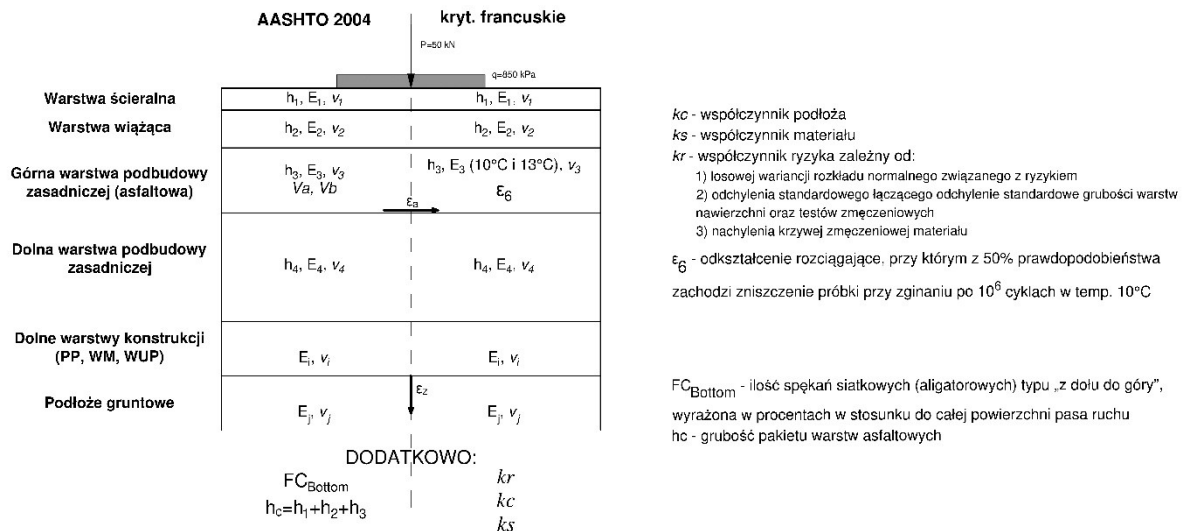 AASHTO 2004
kryt. francuskie
P=50 kN
q=850 kPa
Warstwa ścieralna
h1, E1, v1
h1, E1, v1
Warstwa wiążąca
h2, E2, v2
h2, E2, v2
Górna warstwa podbudowy
zasadniczej (asfaltowa)
h3, E3, v3
Va, Vb
h3, E3 (10°C i 13°C), v3
ε6
εa
Dolna warstwa podbudowy
zasadniczej
h4, E4, v4
h4, E4, v4
Dolne warstwy konstrukcji
(PP, WM, WUP)
Ei, vi
Ei, vi
εz
Podłoże gruntowe
Ej, vj
Ej, vj
DODATKOWO:
FCBottom
hc=h1+h2+h3
kr
kc
ks
kc - współczynnik podłoża
ks - współczynnik materiału
kr - współczynnik ryzyka zależny od:
1) losowej wariancji rozkładu normalnego związanego z ryzykiem
2) odchylenia standardowego łączącego odchylenie standardowe grubości warstw
nawierzchni oraz testów zmęczeniowych
3) nachylenia krzywej zmęczeniowej materiału
ε6 - odkształcenie rozciągające, przy którym z 50% prawdopodobieństwa
zachodzi zniszczenie próbki przy zginaniu po 10^6 cyklach w temp. 10°C
FCBottom - ilość spękań siatkowych (aligatorowych) typu „z dołu do góry",
wyrażona w procentach w stosunku do całej powierzchni pasa ruchu
hc - grubość pakietu warstw asfaltowych